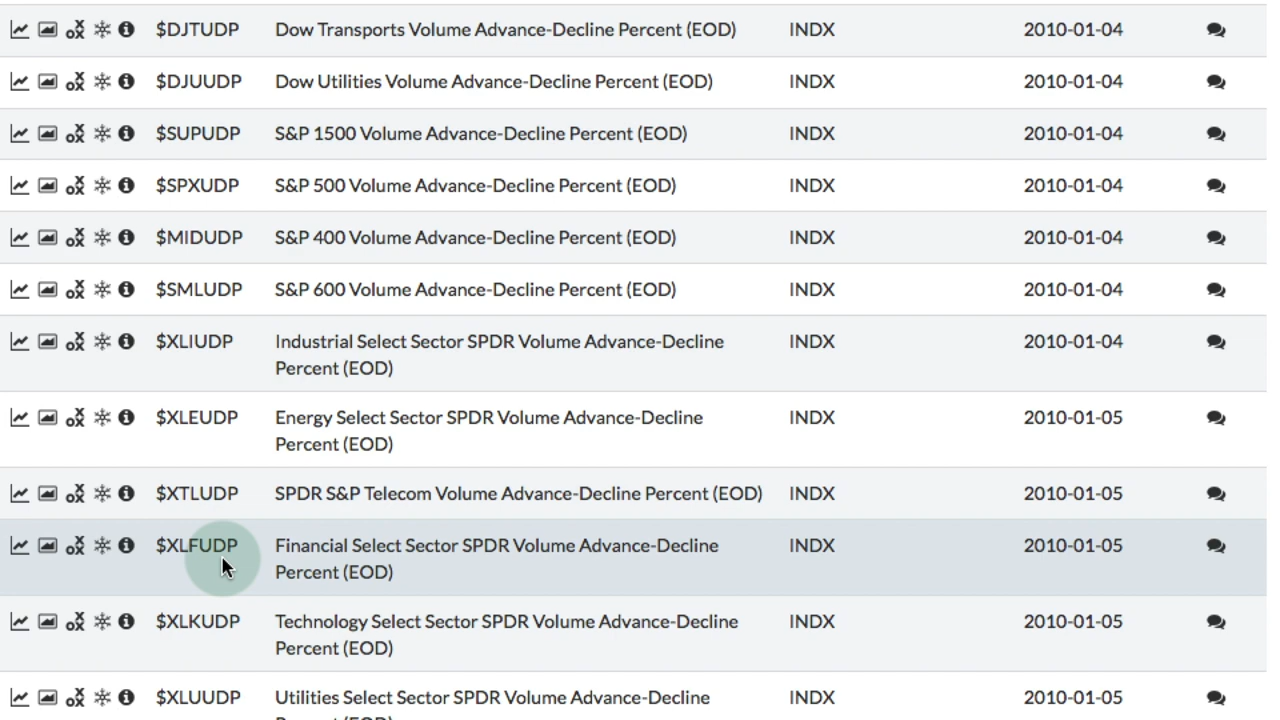 $DJTUDP Dow Transports Volume Advance-Decline Percent (EOD) INDX 2010-01-04
$DJUUDP Dow Utilities Volume Advance-Decline Percent (EOD) INDX 2010-01-04
$SUPUDP S&P 1500 Volume Advance-Decline Percent (EOD) INDX 2010-01-04
$SPXUDP S&P 500 Volume Advance-Decline Percent (EOD) INDX 2010-01-04
$MIDUDP S&P 400 Volume Advance-Decline Percent (EOD) INDX 2010-01-04
$SMLUDP S&P 600 Volume Advance-Decline Percent (EOD) INDX 2010-01-04
$XLIUDP Industrial Select Sector SPDR Volume Advance-Decline INDX 2010-01-04
Percent (EOD)
$XLEUDP Energy Select Sector SPDR Volume Advance-Decline INDX 2010-01-05
Percent (EOD)
$XTLUDP SPDR S&P Telecom Volume Advance-Decline Percent (EOD) INDX 2010-01-05
$XLFUDP Financial Select Sector SPDR Volume Advance-Decline INDX 2010-01-05
Percent (EOD)
$XLKUDP Technology Select Sector SPDR Volume Advance-Decline INDX 2010-01-05
Percent (EOD)
$XLUUDP Utilities Select Sector SPDR Volume Advance-Decline INDX 2010-01-05